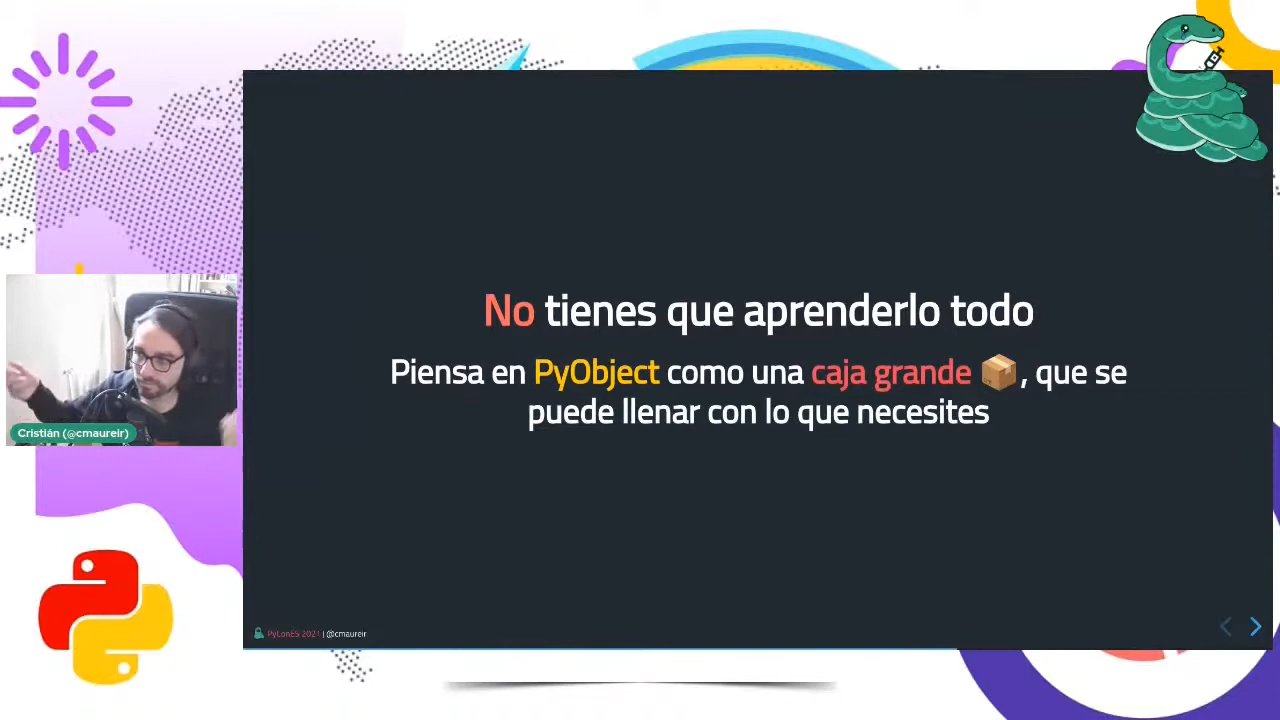 No tienes que aprenderlo todo
Piensa en PyObject como una caja grande 📦, que se
puede llenar con lo que necesites
Cristián (@cmaureir)
PyConES 2021 | @cmaureir